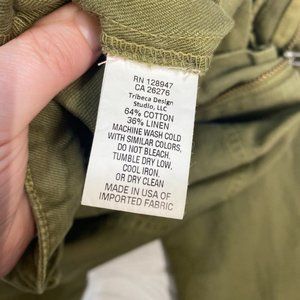 RN 128947
CA 26276
Tribeca Design
Studio, LLC
64% COTTON
36% LINEN
MACHINE WASH COLD
WITH SIMILAR COLORS,
DO NOT BLEACH.
TUMBLE DRY LOW,
COOL IRON,
OR DRY CLEAN
MADE IN USA OF
IMPORTED FABRIC